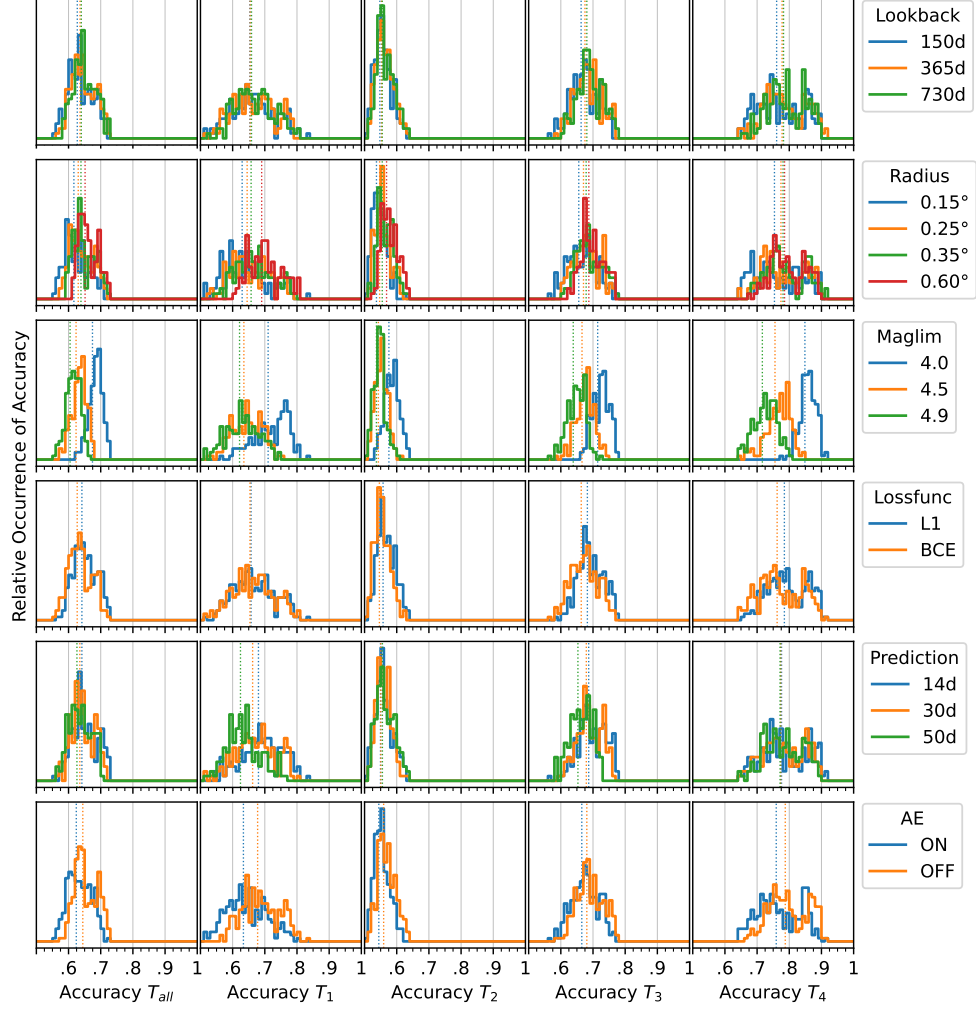 Lookback
150d
365d
730d
Radius
0.15°
0.25°
0.35°
0.60°
Maglim
4.0
4.5
4.9
Lossfunc
L1
BCE
Prediction
14d
30d
50d
AE
ON
OFF
Relative Occurrence of Accuracy
.6 .7 .8 .9 1 .6 .7 .8 .9 1 .6 .7 .8 .9 1 .6 .7 .8 .9 1 .6 .7 .8 .9 1
Accuracy T_all Accuracy T_1 Accuracy T_2 Accuracy T_3 Accuracy T_4